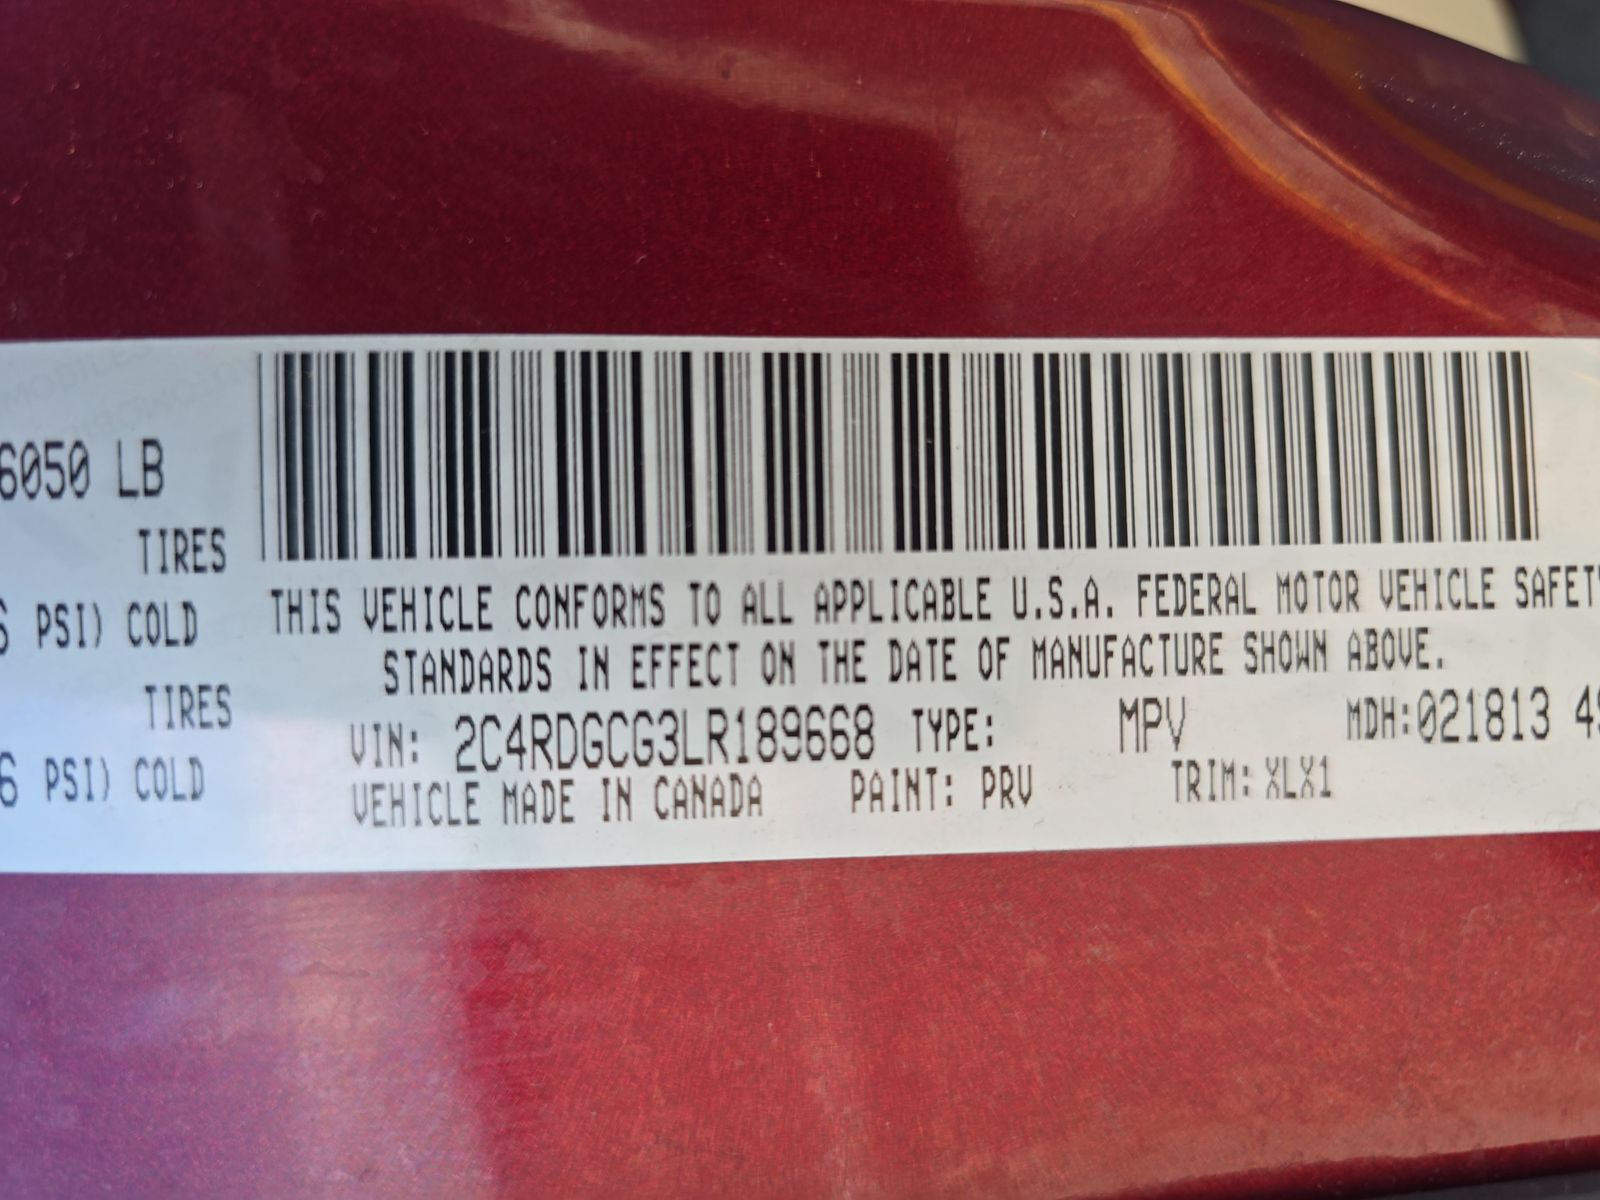 6050 LB
TIRES
THIS VEHICLE CONFORMS TO ALL APPLICABLE U.S.A. FEDERAL MOTOR VEHICLE SAFETY
6 PSI) COLD
STANDARDS IN EFFECT ON THE DATE OF MANUFACTURE SHOWN ABOVE.
TIRES
VIN: 2C4RDGCG3LR189668 TYPE: MPV MDH:021813 49
6 PSI) COLD
VEHICLE MADE IN CANADA PAINT: PRV TRIM: XLX1